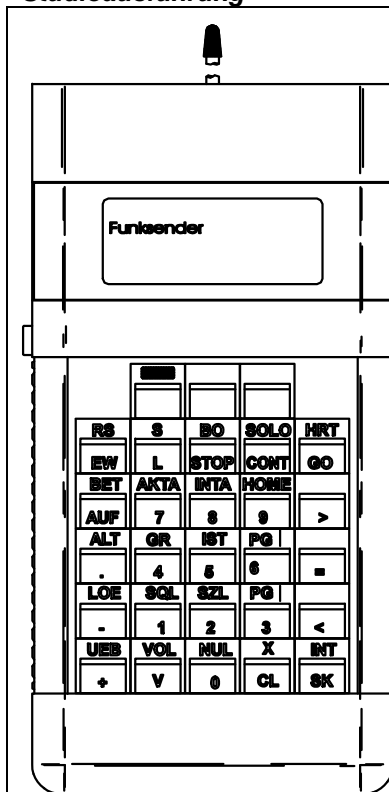 Funksender
RS S BO SOLO HRT
EW L STOP CONT GO
BET AKTA INTA HOME
AUF 7 8 9 >
ALT GR IST PG |
. 4 5 6 =
LOE SQL SZL PG |
- 1 2 3 <
UEB VOL NUL X INT
+ V 0 CL SK